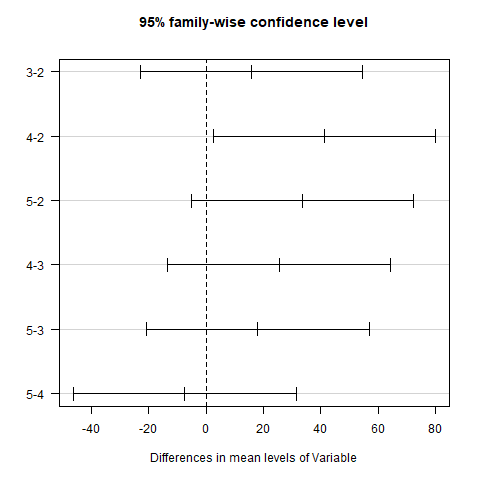 95% family-wise confidence level
3-2
4-2
5-2
4-3
5-3
5-4
-40 -20 0 20 40 60 80
Differences in mean levels of Variable